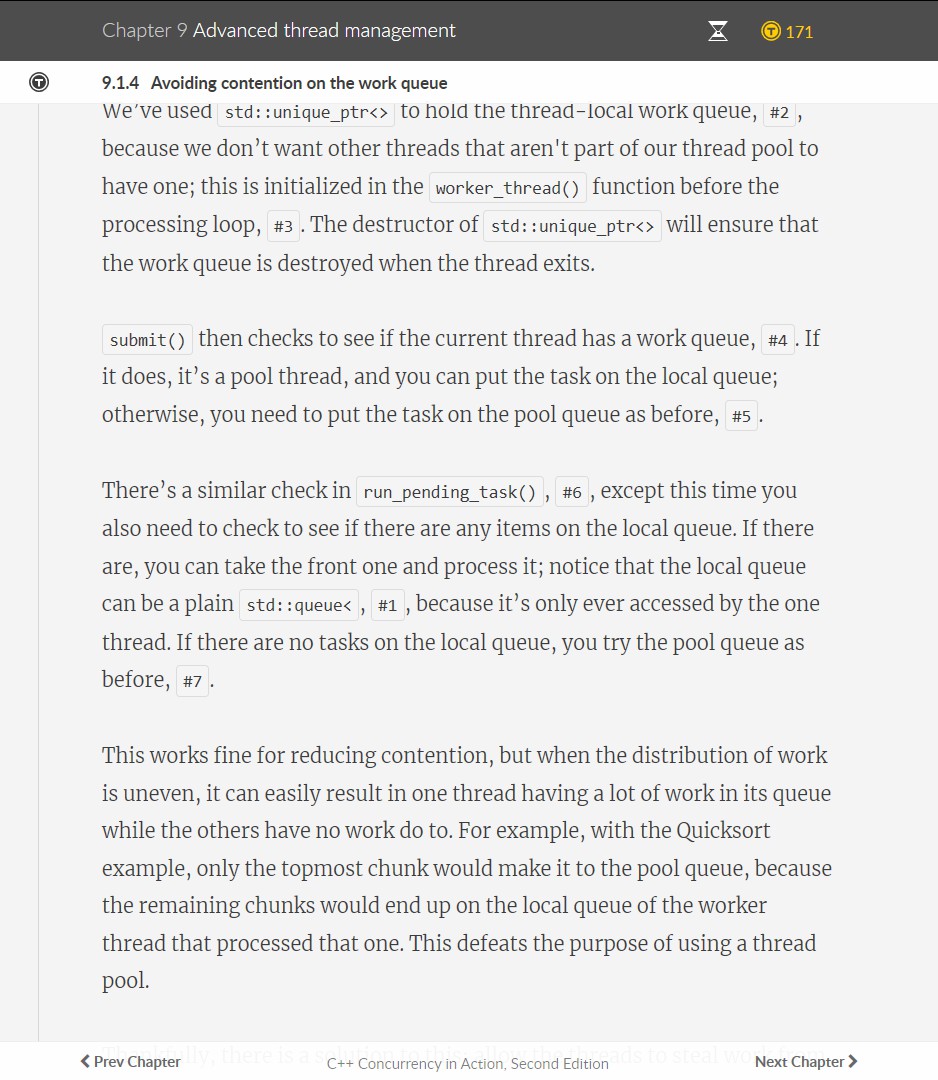 Chapter 9 Advanced thread management
171
9.1.4 Avoiding contention on the work queue
We’ve used std::unique_ptr<> to hold the thread-local work queue, #2 ,
because we don’t want other threads that aren't part of our thread pool to
have one; this is initialized in the worker_thread() function before the
processing loop, #3 . The destructor of std::unique_ptr<> will ensure that
the work queue is destroyed when the thread exits.
submit() then checks to see if the current thread has a work queue, #4 . If
it does, it’s a pool thread, and you can put the task on the local queue;
otherwise, you need to put the task on the pool queue as before, #5 .
There’s a similar check in run_pending_task() , #6 , except this time you
also need to check to see if there are any items on the local queue. If there
are, you can take the front one and process it; notice that the local queue
can be a plain std::queue< , #1 , because it’s only ever accessed by the one
thread. If there are no tasks on the local queue, you try the pool queue as
before, #7 .
This works fine for reducing contention, but when the distribution of work
is uneven, it can easily result in one thread having a lot of work in its queue
while the others have no work do to. For example, with the Quicksort
example, only the topmost chunk would make it to the pool queue, because
the remaining chunks would end up on the local queue of the worker
thread that processed that one. This defeats the purpose of using a thread
pool.
Prev Chapter
C++ Concurrency in Action, Second Edition
Next Chapter